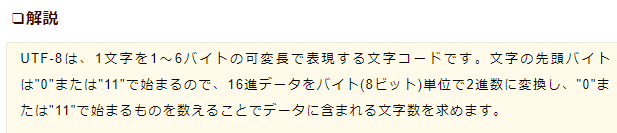 ❏解説
UTF-8は、1文字を1～6バイトの可変長で表現する文字コードです。文字の先頭バイト
は"0"または"11"で始まるので、16進データをバイト(8ビット)単位で2進数に変換し、"0"ま
たは"11"で始まるものを数えることでデータに含まれる文字数を求めます。